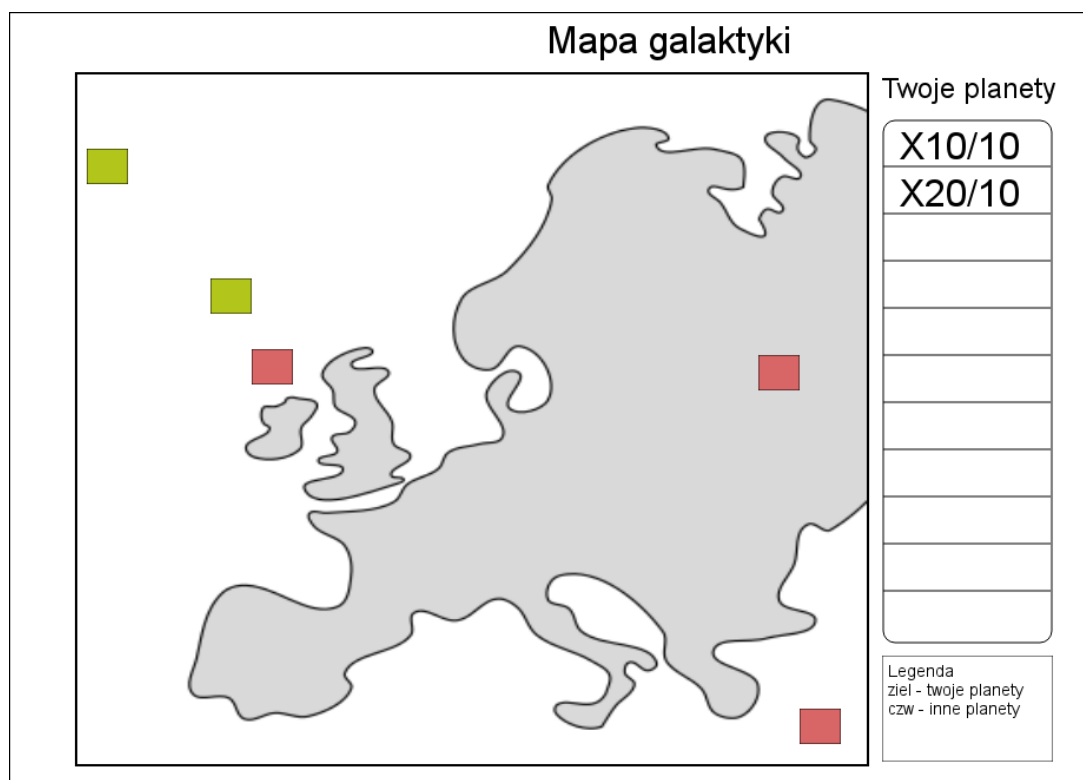 Mapa galaktyki
Twoje planety
X10/10
X20/10
Legenda
ziel - twoje planety
czw - inne planety